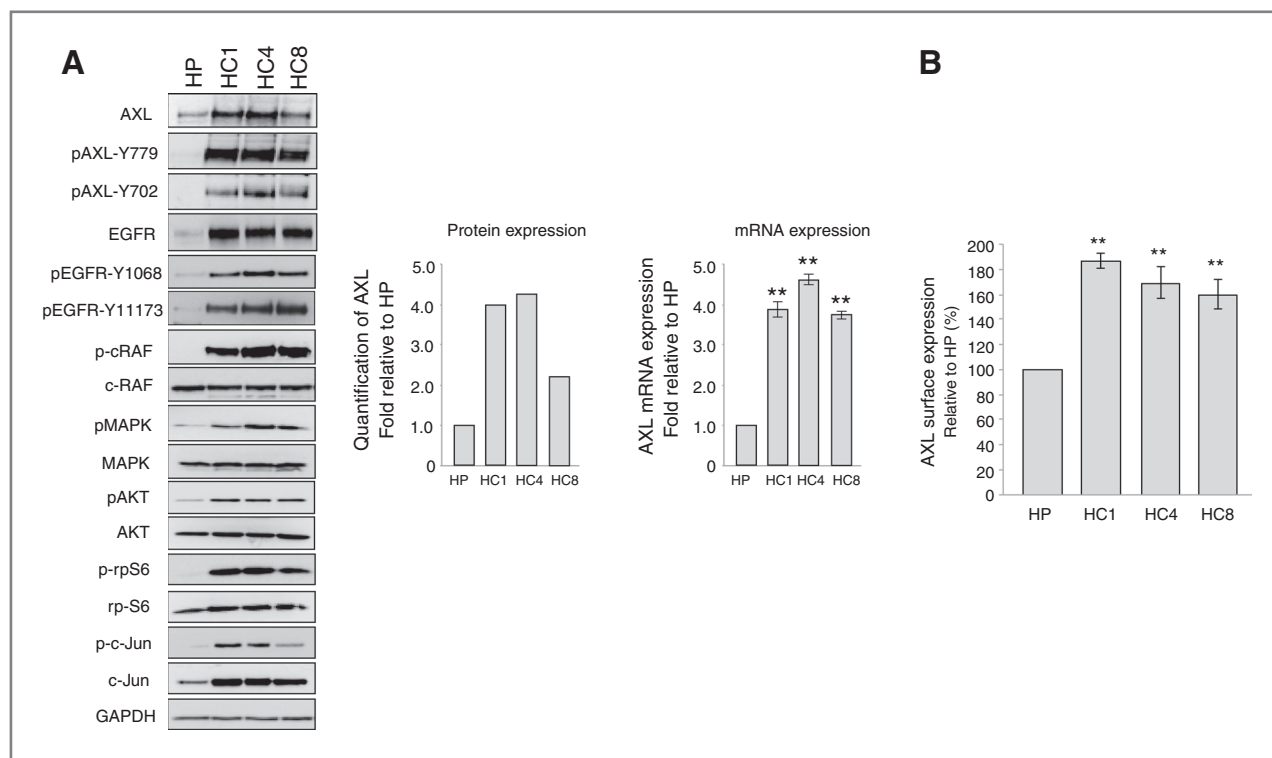 A
HP HC1 HC4 HC8
AXL
pAXL-Y779
pAXL-Y702
EGFR
pEGFR-Y1068
pEGFR-Y11173
p-cRAF
c-RAF
pMAPK
MAPK
pAKT
AKT
p-rpS6
rp-S6
p-c-Jun
c-Jun
GAPDH
Protein expression
Quantification of AXL
Fold relative to HP
5.0
4.0
3.0
2.0
1.0
0
HP HC1 HC4 HC8
mRNA expression
AXL mRNA expression
Fold relative to HP
5.0
4.0
3.0
2.0
1.0
0
** ** **
HP HC1 HC4 HC8
B
AXL surface expression
Relative to HP (%)
200
180
160
140
120
100
80
60
40
20
0
** ** **
HP HC1 HC4 HC8